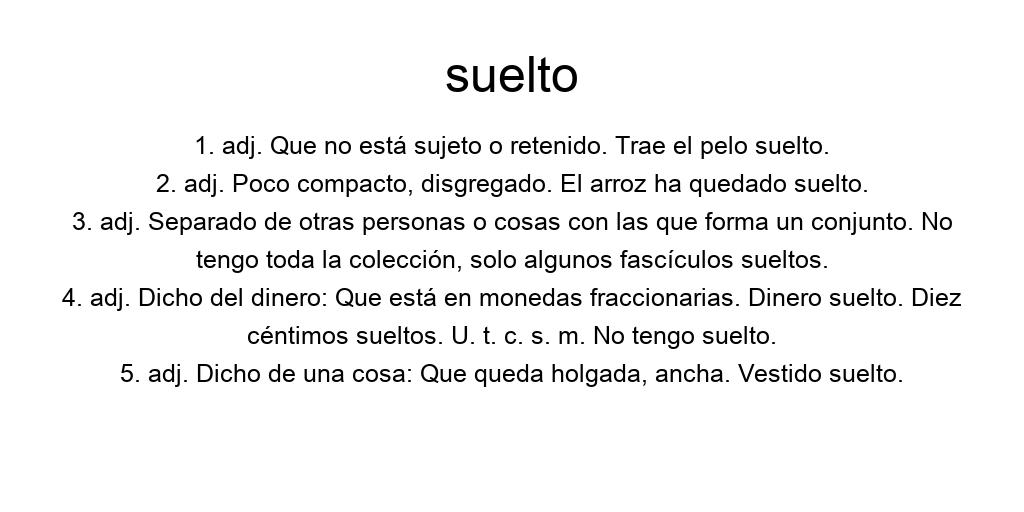 suelto
1. adj. Que no está sujeto o retenido. Trae el pelo suelto.
2. adj. Poco compacto, disgregado. El arroz ha quedado suelto.
3. adj. Separado de otras personas o cosas con las que forma un conjunto. No
tengo toda la colección, solo algunos fascículos sueltos.
4. adj. Dicho del dinero: Que está en monedas fraccionarias. Dinero suelto. Diez
céntimos sueltos. U. t. c. s. m. No tengo suelto.
5. adj. Dicho de una cosa: Que queda holgada, ancha. Vestido suelto.